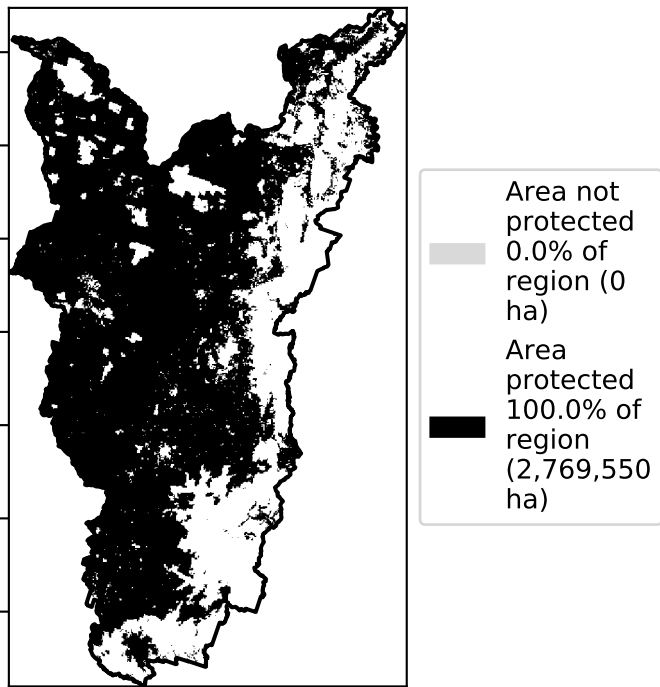 Area not
protected
0.0% of
region (0
ha)
Area
protected
100.0% of
region
(2,769,550
ha)